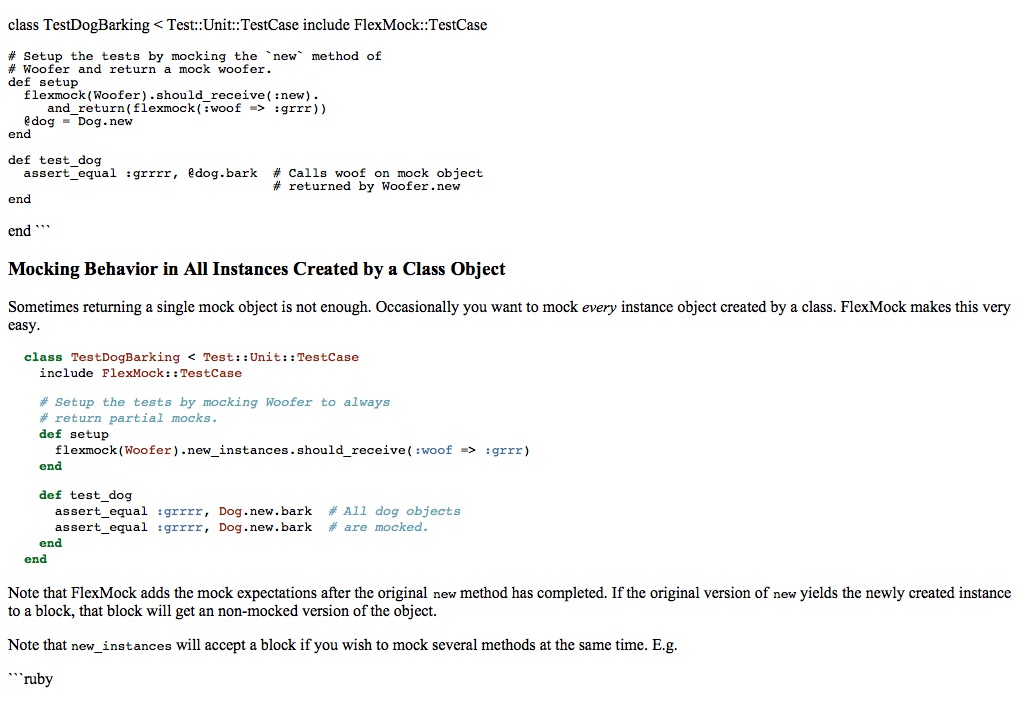 class TestDogBarking < Test::Unit::TestCase include FlexMock::TestCase
# Setup the tests by mocking the `new` method of
# Woofer and return a mock woofer.
def setup
  flexmock(Woofer).should_receive(:new).
     and_return(flexmock(:woof => :grrr))
  @dog = Dog.new
end
def test_dog
  assert_equal :grrrr, @dog.bark  # Calls woof on mock object
                                  # returned by Woofer.new
end
end ```
Mocking Behavior in All Instances Created by a Class Object
Sometimes returning a single mock object is not enough. Occasionally you want to mock every instance object created by a class. FlexMock makes this very
easy.
class TestDogBarking < Test::Unit::TestCase
  include FlexMock::TestCase
  # Setup the tests by mocking Woofer to always
  # return partial mocks.
  def setup
    flexmock(Woofer).new_instances.should_receive(:woof => :grrr)
  end
  def test_dog
    assert_equal :grrrr, Dog.new.bark  # All dog objects
    assert_equal :grrrr, Dog.new.bark  # are mocked.
  end
end
Note that FlexMock adds the mock expectations after the original new method has completed. If the original version of new yields the newly created instance
to a block, that block will get an non-mocked version of the object.
Note that new_instances will accept a block if you wish to mock several methods at the same time. E.g.
```ruby